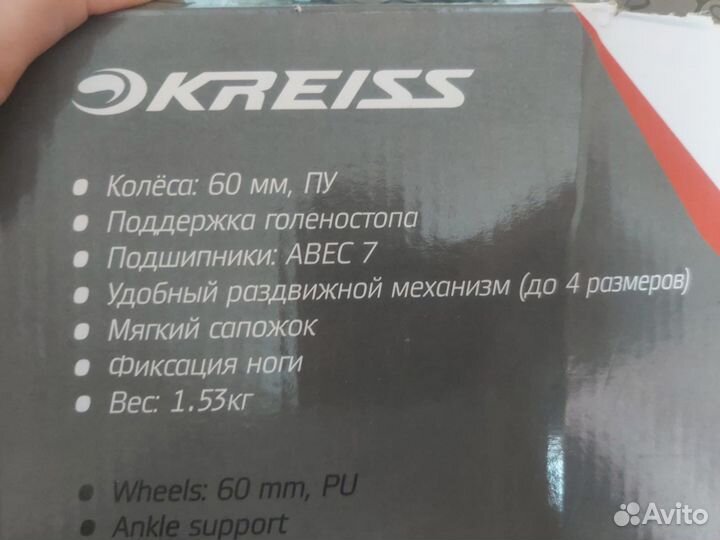 KREISS
• Колёса: 60 мм, ПУ
• Поддержка голеностопа
• Подшипники: ABEC 7
• Удобный раздвижной механизм (до 4 размеров)
• Мягкий сапожок
• Фиксация ноги
• Вес: 1.53кг
• Wheels: 60 mm, PU
• Ankle support
Avito